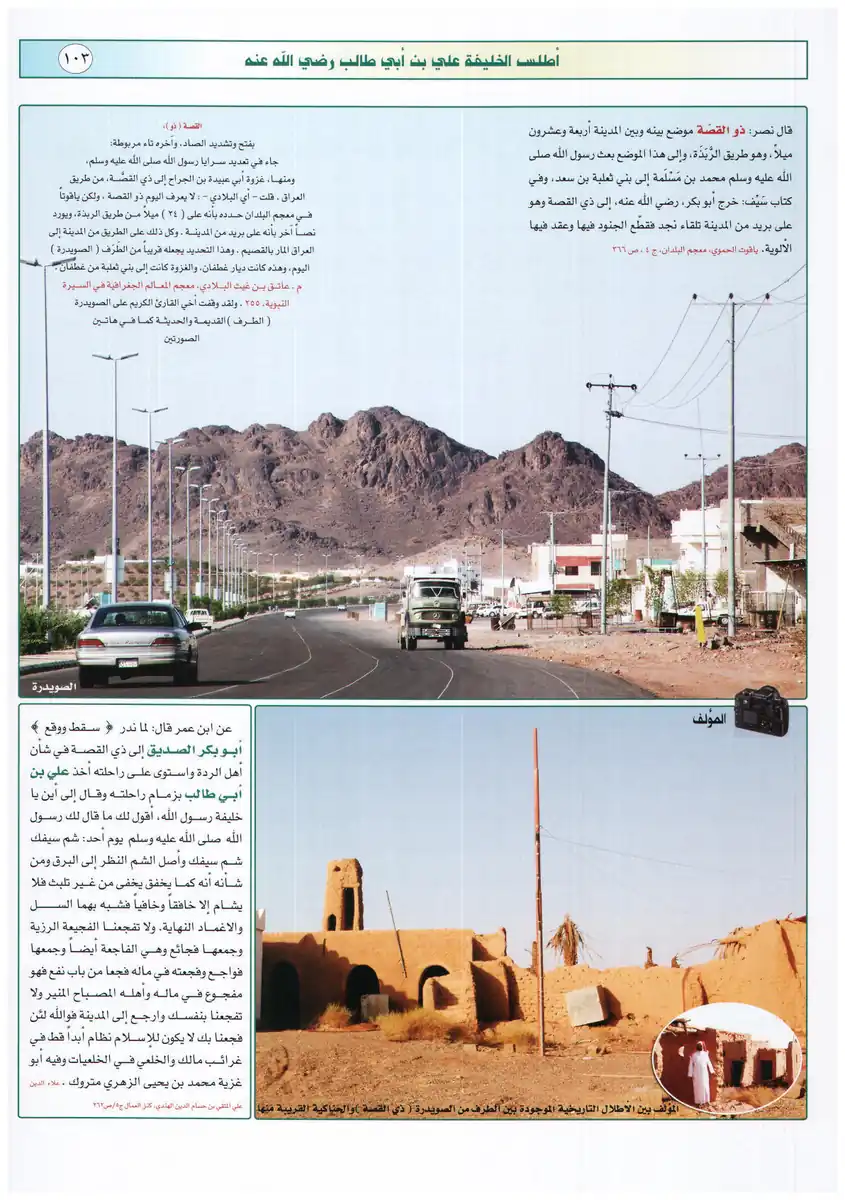 أطلس الخليفة علي بن أبي طالب رضي الله عنه
١٠٣
قال نصر: ذو القصّة موضع بينه وبين المدينة أربعة وعشرون
ميلاً، وهو طريق الرَّبَذَة، وإلى هذا الموضع بعث رسول الله صلى
الله عليه وسلم محمد بن مَسْلَمة إلى بني ثعلبة بن سعد، وفي
كتاب سَيْف: خرج أبو بكر، رضي الله عنه، إلى ذي القصة وهو
على بريد من المدينة تلقاء نجد فقطّع الجنود فيها وعقد فيها
الألوية. ياقوت الحموي، معجم البلدان، ج ٤ ، ص ٣٦٦
القصة ( ذو )،
بفتح وتشديد الصاد، وآخره تاء مربوطة:
جاء في تعديد سرايا رسول الله صلى الله عليه وسلم،
ومنها، غزوة أبي عبيدة بن الجراح إلى ذي القصَّة، من طريق
العراق . قلت – أي البلادي – : لا يعرف اليوم ذو القصة . ولكن ياقوتاً
في معجم البلدان حدده بأنه على ( ٢٤ ) ميلاً من طريق الربذة، ويورد
نصاً آخر بأنه على بريد من المدينة . وكل ذلك على الطريق من المدينة إلى
العراق المار بالقصيم . وهذا التحديد يجعله قريباً من الطَرَف ( الصويدرة )
اليوم، وهذه كانت ديار غطفان، والغزوة كانت إلى بني ثعلبة من غطفان .
م . عاتق بن غيث البلادي، معجم المعالم الجغرافية في السيرة
النبوية، ٢٥٥ . ولقد وقفت أخي القارئ الكريم على الصويدرة
( الطرف ) القديمة والحديثة كما في هاتين
الصورتين
الصويدرة
المؤلف
عن ابن عمر قال: لما ندر ﴿ سقط ووقع ﴾
أبو بكر الصديق إلى ذي القصة في شأن
أهل الردة واستوى على راحلته أخذ علي بن
أبي طالب بزمام راحلته وقال إلى أين يا
خليفة رسول الله، أقول لك ما قال لك رسول
الله صلى الله عليه وسلم يوم أحد: شم سيفك
شم سيفك وأصل الشم النظر إلى البرق ومن
شأنه أنه كما يخفق يخفى من غير تلبث فلا
يشام إلا خافقاً وخافياً فشبه بهما السل
والاغماد النهاية. ولا تفجعنا الفجيعة الرزية
وجمعها فجائع وهي الفاجعة أيضاً وجمعها
فواجع وفجعته في ماله فجعا من باب نفع فهو
مفجوع في ماله وأهله المصباح المنير ولا
تفجعنا بنفسك وارجع إلى المدينة فوالله لئن
فجعنا بك لا يكون للإسلام نظام أبداً قط في
غرائب مالك والخلعي في الخلعيات وفيه أبو
غزية محمد بن يحيى الزهري متروك . علاء الدين
علي المتقي بن حسام الدين الهندي، كنز العمال ج٥/ص٢٦٢
المؤلف بين الأطلال التاريخية الموجودة بين الطرف من الصويدرة ( ذي القصة ) والحناكية القريبة منها